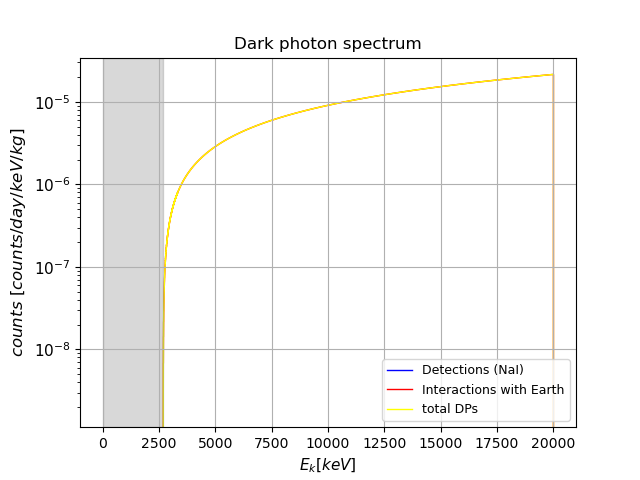 Dark photon spectrum
counts [counts/day/keV/kg]
10⁻⁵
10⁻⁶
10⁻⁷
10⁻⁸
Detections (NaI)
Interactions with Earth
total DPs
0 2500 5000 7500 10000 12500 15000 17500 20000
Eₖ[keV]